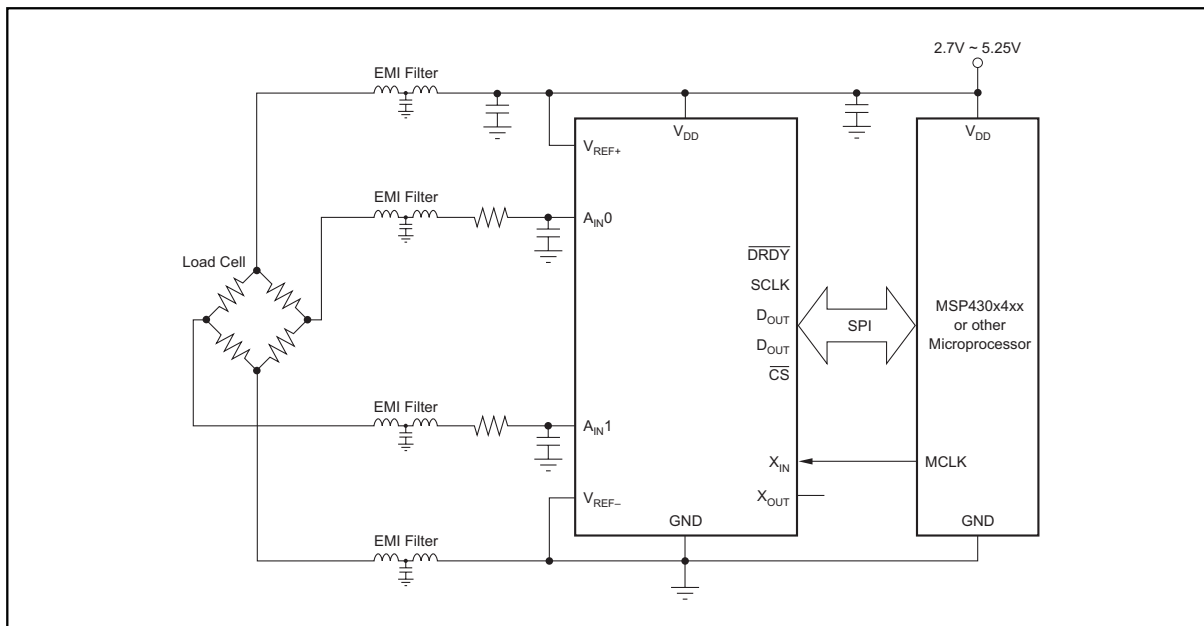 2.7V ~ 5.25V
EMI Filter
V_DD
V_DD
V_REF+
EMI Filter
A_IN0
Load Cell
DRDY
SCLK
D_OUT
D_OUT
CS
SPI
MSP430x4xx
or other
Microprocessor
EMI Filter
A_IN1
X_IN
MCLK
V_REF–
X_OUT
GND
GND
EMI Filter